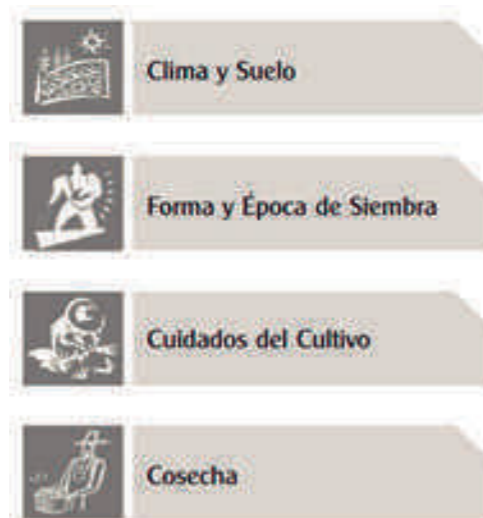 Clima y Suelo
Forma y Época de Siembra
Cuidados del Cultivo
Cosecha